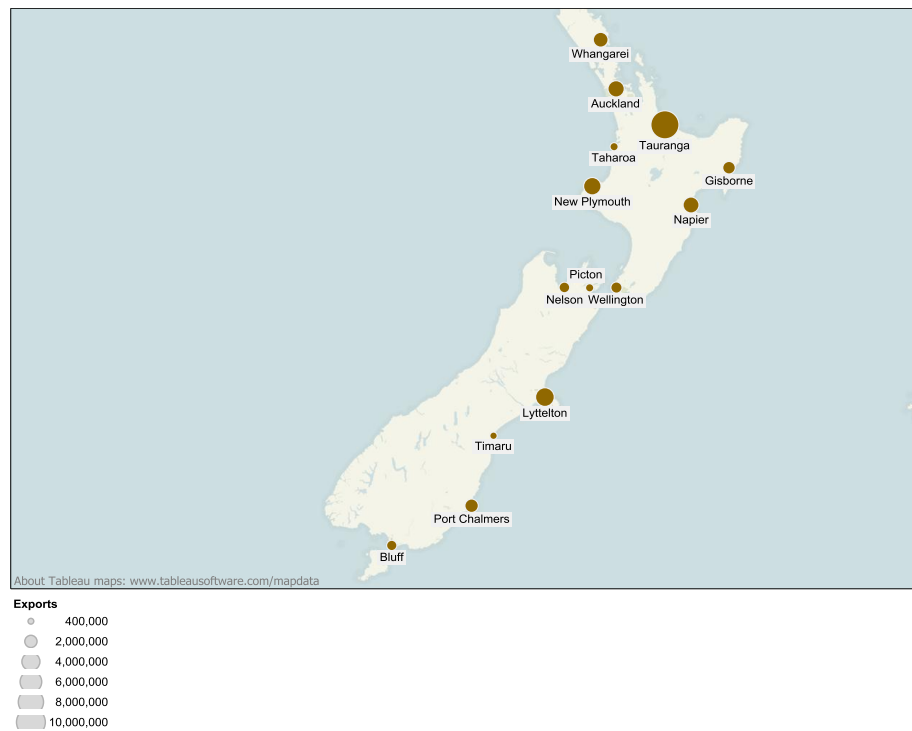 Whangarei
Auckland
Tauranga
Taharoa
Gisborne
New Plymouth
Napier
Picton
Nelson
Wellington
Lyttelton
Timaru
Port Chalmers
Bluff
About Tableau maps: www.tableausoftware.com/mapdata
Exports
400,000
2,000,000
4,000,000
6,000,000
8,000,000
10,000,000